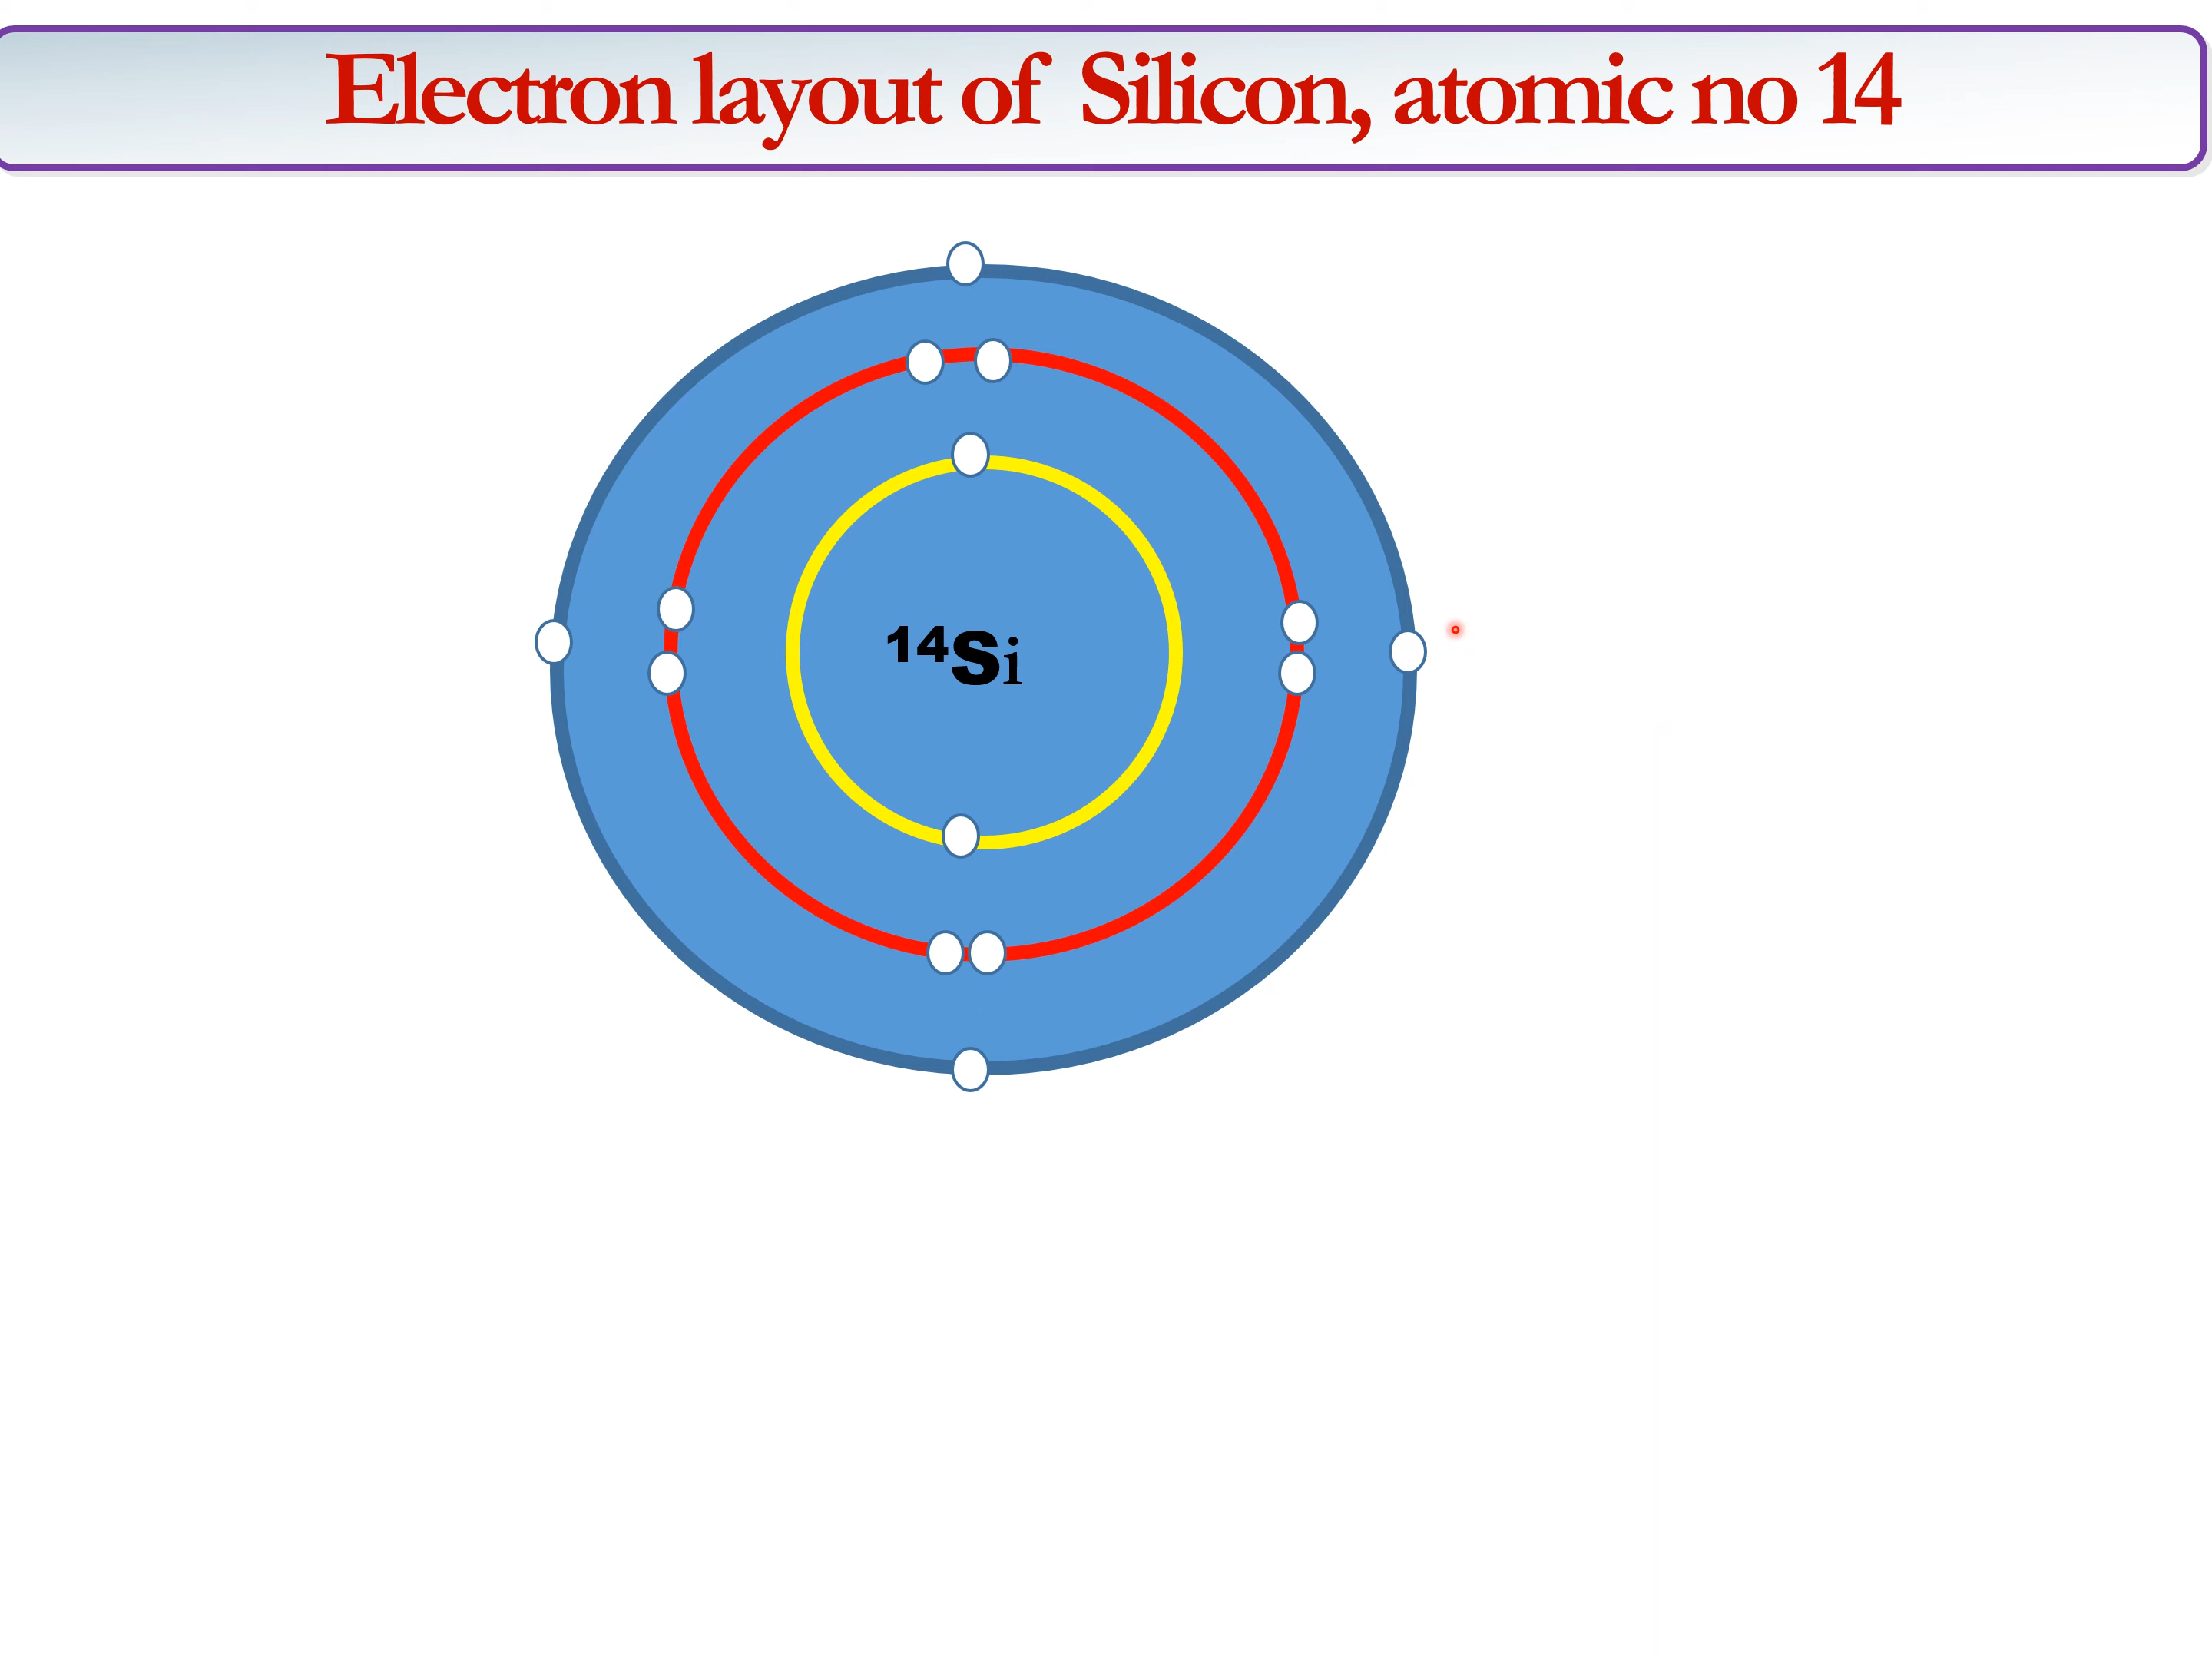 Electron layout of Silicon, atomic no 14
¹⁴Si